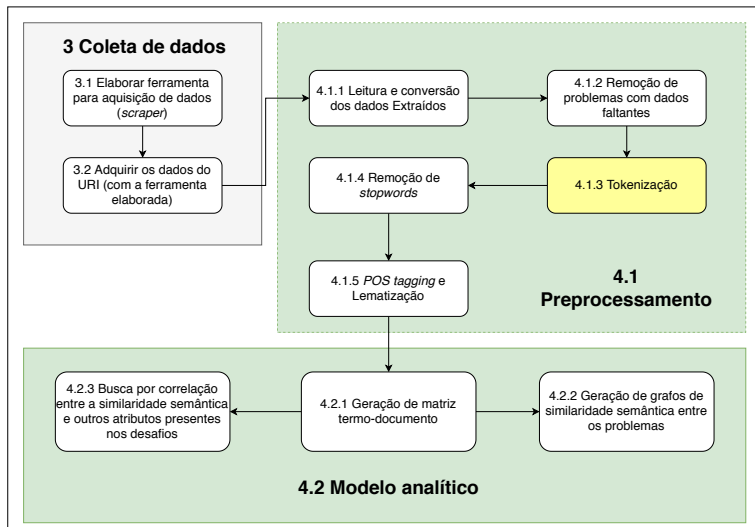 3 Coleta de dados
3.1 Elaborar ferramenta
para aquisição de dados
(scraper)
3.2 Adquirir os dados do
URI (com a ferramenta
elaborada)
4.1.1 Leitura e conversão
dos dados Extraídos
4.1.2 Remoção de
problemas com dados
faltantes
4.1.3 Tokenização
4.1.4 Remoção de
stopwords
4.1.5 POS tagging e
Lematização
4.1
Preprocessamento
4.2.3 Busca por correlação
entre a similaridade semântica
e outros atributos presentes
nos desafios
4.2.1 Geração de matriz
termo-documento
4.2.2 Geração de grafos
de similaridade semântica entre
os problemas
4.2 Modelo analítico